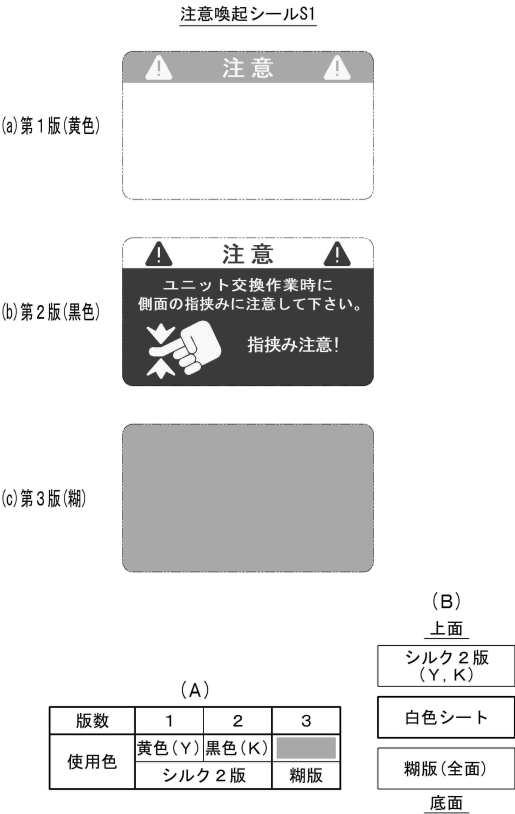 注意喚起シールS1
注意
(a)第1版(黄色)
注意
ユニット交換作業時に
側面の指挟みに注意して下さい。
(b)第2版(黒色)
指挟み注意!
(c)第3版(糊)
(B)
上面
シルク2版
(Y,K)
白色シート
糊版(全面)
底面
(A)
版数 1 2 3
使用色 黄色(Y) 黒色(K)
シルク2版 糊版